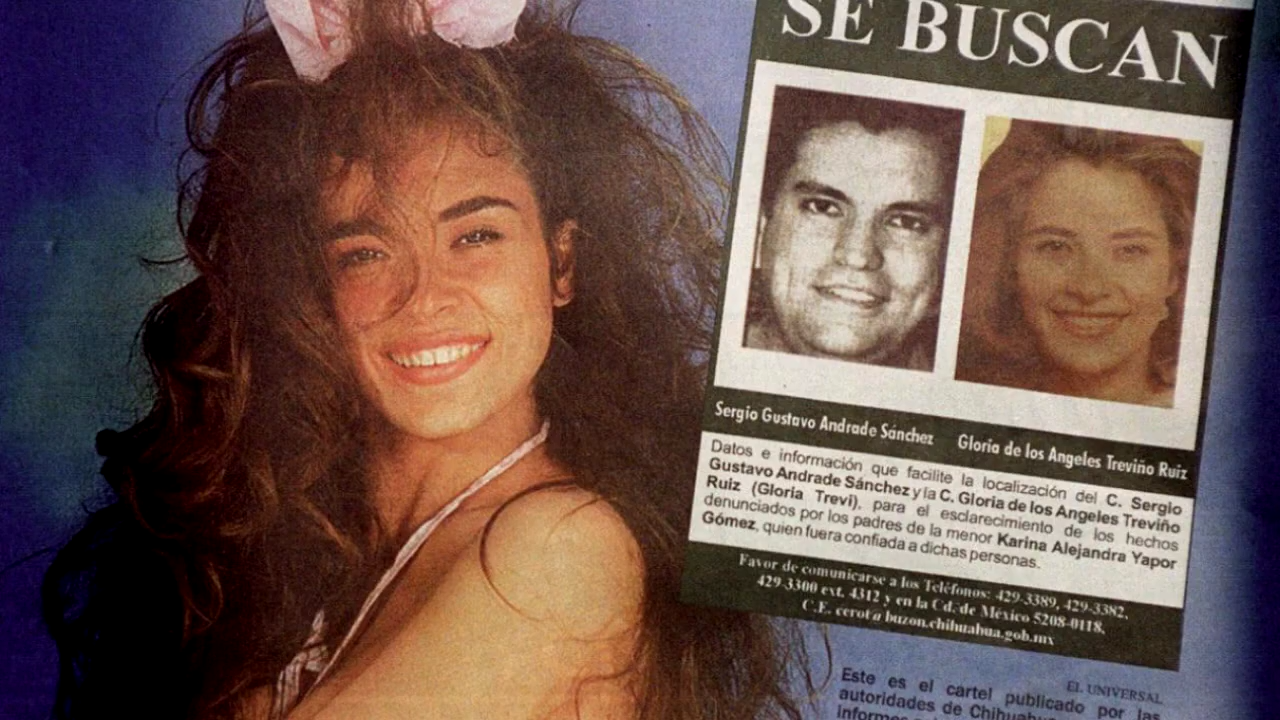 SE BUSCAN
Sergio Gustavo Andrade Sánchez
Gloria de los Angeles Treviño Ruiz
Datos e información que facilite la localización del C. Sergio
Gustavo Andrade Sánchez y la C. Gloria de los Angeles Treviño
Ruiz (Gloria Trevi), para el esclarecimiento de los hechos
denunciados por los padres de la menor Karina Alejandra Yapor
Gómez, quien fuera confiada a dichas personas.
Favor de comunicarse a los Teléfonos: 429-3389, 429-3382,
429-3300 ext. 4312 y en la Cd. de México 5208-0118,
C.E. cerot@buzon.chihuahua.gob.mx
EL UNIVERSAL
Este es el cartel publicado por las
autoridades de Chihuahua
informes